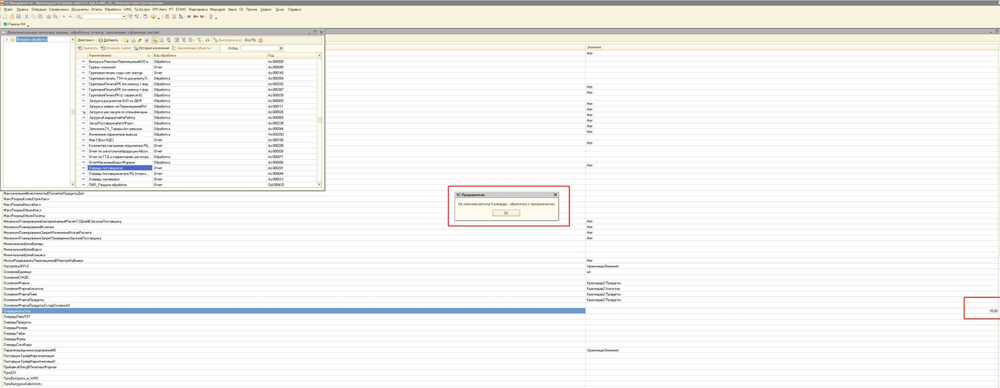 1С:Предприятие - Краснодар2 (Сервер: sqlsrv17, БД: krd82_2) - Левонян Гаянэ Григорьевна
Файл Правка Операции Справочники Документы Отчеты Обработки WMS Тр.Услуги SPS Авто РТ ЕГАИС Маркировка Меркурий Зерно СБ Прочие Сервис Окна Справка
М М+ М-
Панель КМ
Дополнительные печатные формы, обработки, отчеты, заполнение табличных частей
Внешние обработки
Действия Добавить Выгрузить все Все РЦ
Захватить Отменить захват История изменений Захваченные объекты Отбор:
Наименование Вид обработки Код
Выгрузка Реестра ПеремещенийАХО в... Обработка Az-000009
График платежей Отчет Az-000045
Групповая печать корр.счет фактур Отчет Az-000140
Групповая печать ТТН по документу П... Обработка Az-000354
ГрупповаяПечатьБРК (по новому + фир... Обработка Az-000202
ГрупповаяПечатьБРК (по новому + фир... Обработка Az-000387
ГрупповаяПечатьРН (с справкой Б) Обработка Az-000039
Загрузка документов АХО из ДБФ Обработка Az-000003
Загрузка заявок на ПеремещениеRW Обработка Az-000111
Загрузка цен закупа по спецификации ... Обработка Az-000526
ЗагрузкаКандидатовНаРаботу Обработка Az-000065
ЗаказПоставщикуАвтоФорм Обработка Az-000238
ЗаполнитьТЧ_Товары Акт ревизии Обработка Az-000544
Изменение параметров вывоза Обработка Vn-000392
Инв-3 (Без НДС) Отчет Az-000168
Количество магазинов отружаемых РЦ... Отчет Az-000290
Отчет по алкогольнойпродукции Абсол... Отчет Az-000026
Отчет по ГТД и корректировк регистра... Обработка Az-000071
ОтчетМагазиныВывозФурами Обработка Az-000656
Очередь поставщиков Отчет Az-000201
Очередь поставщиков все РЦ (только ... Отчет Az-000644
Очередь самовывоз Отчет Az-000612
П001_Раздача обработок Отчет Od-000433
Значение
Нет
Нет
Нет
Нет
Нет
Нет
Нет
Нет
Нет
Нет
Нет
МаксимальнаяВместимостьВПаллетахПродуктыДоп
МаксРазрешКолвоСтрокНакл
МаксРазрешМассаНакл
МаксРазрешОбъемНакл
МаксРазрешОбъемПалеты
1С:Предприятие
Не заполнен регистр Календарь - обратитесь к программистам
OK
МеханизмПланированияАльтернативныйРасчетТЗДнейВЗаказахПоставщику Нет
МеханизмПланированияВключен Нет
МеханизмПланированияЗапретИзмененияИтоговРасчета Нет
МеханизмПланированияЗапретПроведенияЗаказовПоставщику Нет
МинимальнаяЦенаБренди
МинимальнаяЦенаВодки
МинимальнаяЦенаКоньяка
МожноРаздваиватьПеремещенияВРеестреНаВывоз Нет
НастройкиЖРv2 ХранилищеЗначения
ОсновнаяЕдиница шт.
ОсновнаяСтНДС
ОсновнаяФирма Краснодар2 Продукты
ОсновнаяФирмаАлкоголь Краснодар2 Алкоголь
ОсновнаяФирмаПиво Краснодар2 Продукты
ОсновнаяФирмаПродукты Краснодар2 Продукты
ОсновнаяФирмаПродуктыСкладОсновной3
ОчередьАлкоголь 10,00
ОчередьПивоПЭТ
ОчередьПродукты
ОчередьРезерв
ОчередьТабак
ОчередьФреш
ОчередьСокиВоды
ПараметрыАдминистрированияИБ ХранилищеЗначения
ПоставщикТрейдМаркетинговый
ПоставщикТрейдМаркетинговый1
ПрибавкаКВесуВПечатныхФормах
ПутьEDI
ПутьВыгрузки_в_WMS
ПутьВыгрузкиSalesWorks